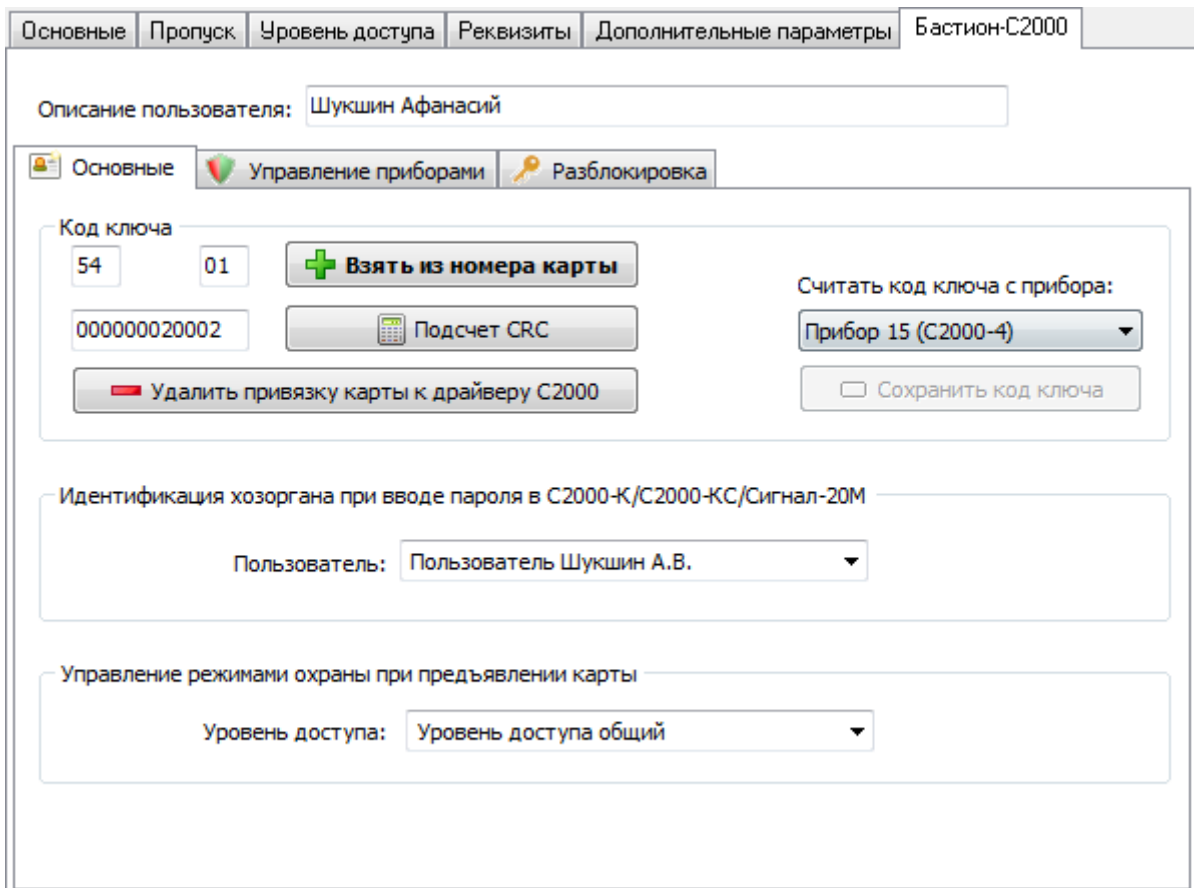 Основные Пропуск Уровень доступа Реквизиты Дополнительные параметры Бастион-С2000
Описание пользователя: Шукшин Афанасий
Основные Управление приборами Разблокировка
Код ключа
54 01 Взять из номера карты
Считать код ключа с прибора:
000000020002 Подсчет CRC Прибор 15 (С2000-4)
Удалить привязку карты к драйверу С2000 Сохранить код ключа
Идентификация хозоргана при вводе пароля в С2000-К/С2000-КС/Сигнал-20М
Пользователь: Пользователь Шукшин А.В.
Управление режимами охраны при предъявлении карты
Уровень доступа: Уровень доступа общий